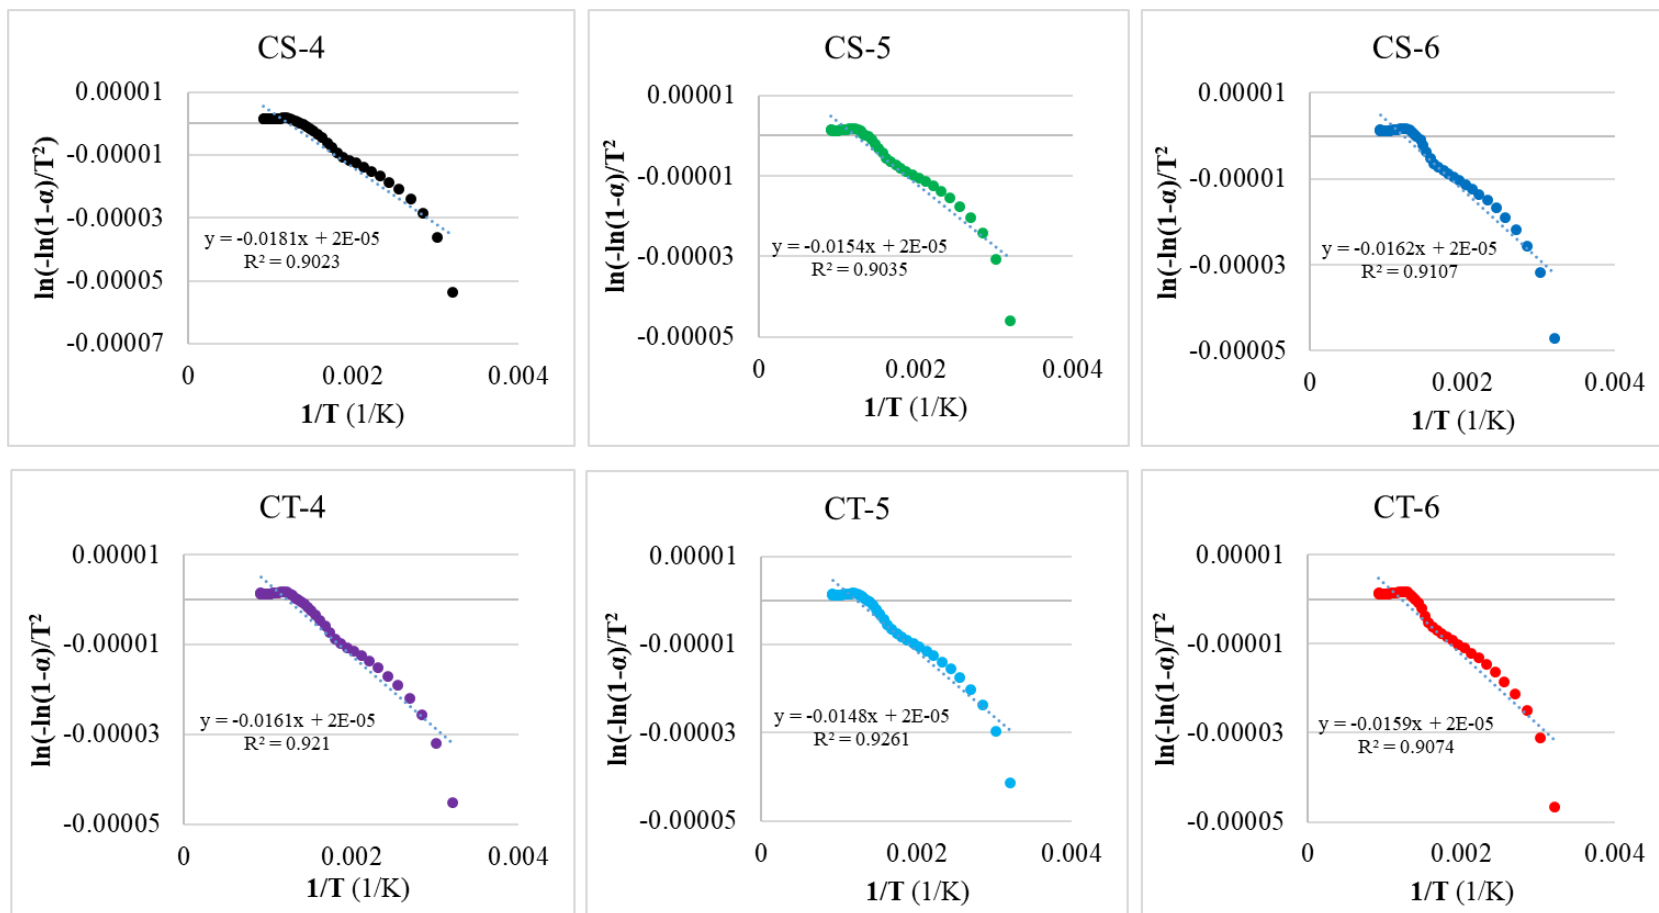 CS-4
0.00001
-0.00001
-0.00003
-0.00005
-0.00007
ln(-ln(1-α)/T²)
y = -0.0181x + 2E-05
R² = 0.9023
0
0.002
0.004
1/T (1/K)
CS-5
0.00001
-0.00001
-0.00003
-0.00005
ln(-ln(1-α)/T²
y = -0.0154x + 2E-05
R² = 0.9035
0
0.002
0.004
1/T (1/K)
CS-6
0.00001
-0.00001
-0.00003
-0.00005
ln(-ln(1-α)/T²
y = -0.0162x + 2E-05
R² = 0.9107
0
0.002
0.004
1/T (1/K)
CT-4
0.00001
-0.00001
-0.00003
-0.00005
ln(-ln(1-α)/T²
y = -0.0161x + 2E-05
R² = 0.921
0
0.002
0.004
1/T (1/K)
CT-5
0.00001
-0.00001
-0.00003
-0.00005
ln(-ln(1-α)/T²
y = -0.0148x + 2E-05
R² = 0.9261
0
0.002
0.004
1/T (1/K)
CT-6
0.00001
-0.00001
-0.00003
-0.00005
ln(-ln(1-α)/T²
y = -0.0159x + 2E-05
R² = 0.9074
0
0.002
0.004
1/T (1/K)